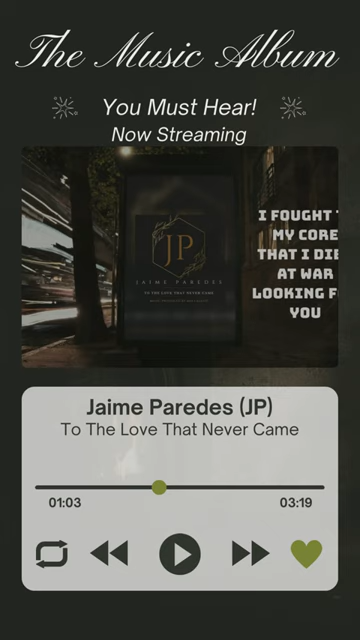 The Music Album
You Must Hear!
Now Streaming
JP
JAIME PAREDES
TO THE LOVE THAT NEVER CAME
I FOUGHT
MY CORE
THAT I DIE
AT WAR
LOOKING F
YOU
Jaime Paredes (JP)
To The Love That Never Came
01:03
03:19